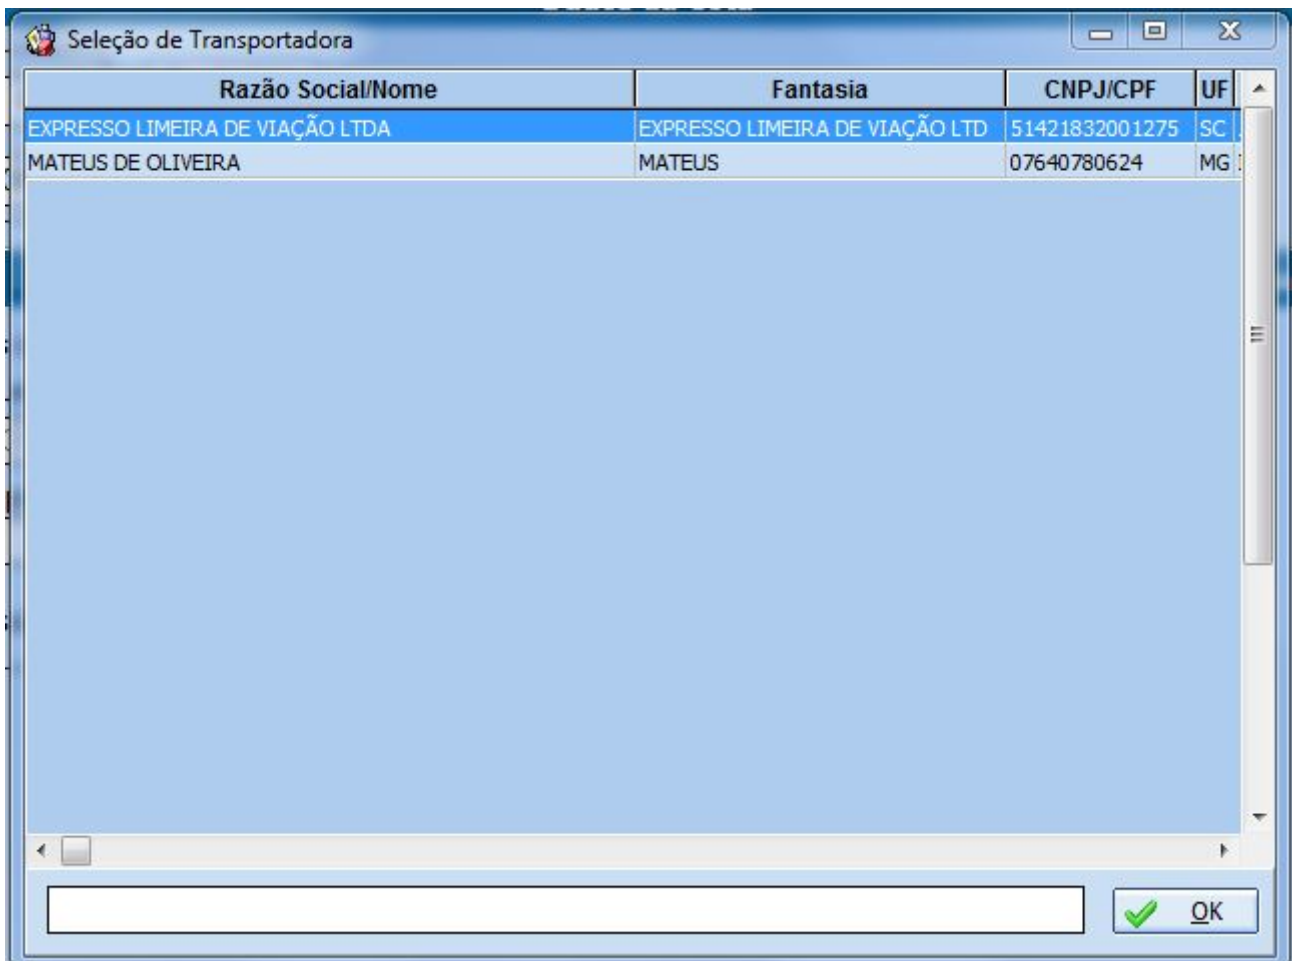 Seleção de Transportadora
Razão Social/Nome Fantasia CNPJ/CPF UF
EXPRESSO LIMEIRA DE VIAÇÃO LTDA EXPRESSO LIMEIRA DE VIAÇÃO LTD 51421832001275 SC
MATEUS DE OLIVEIRA MATEUS 07640780624 MG
OK